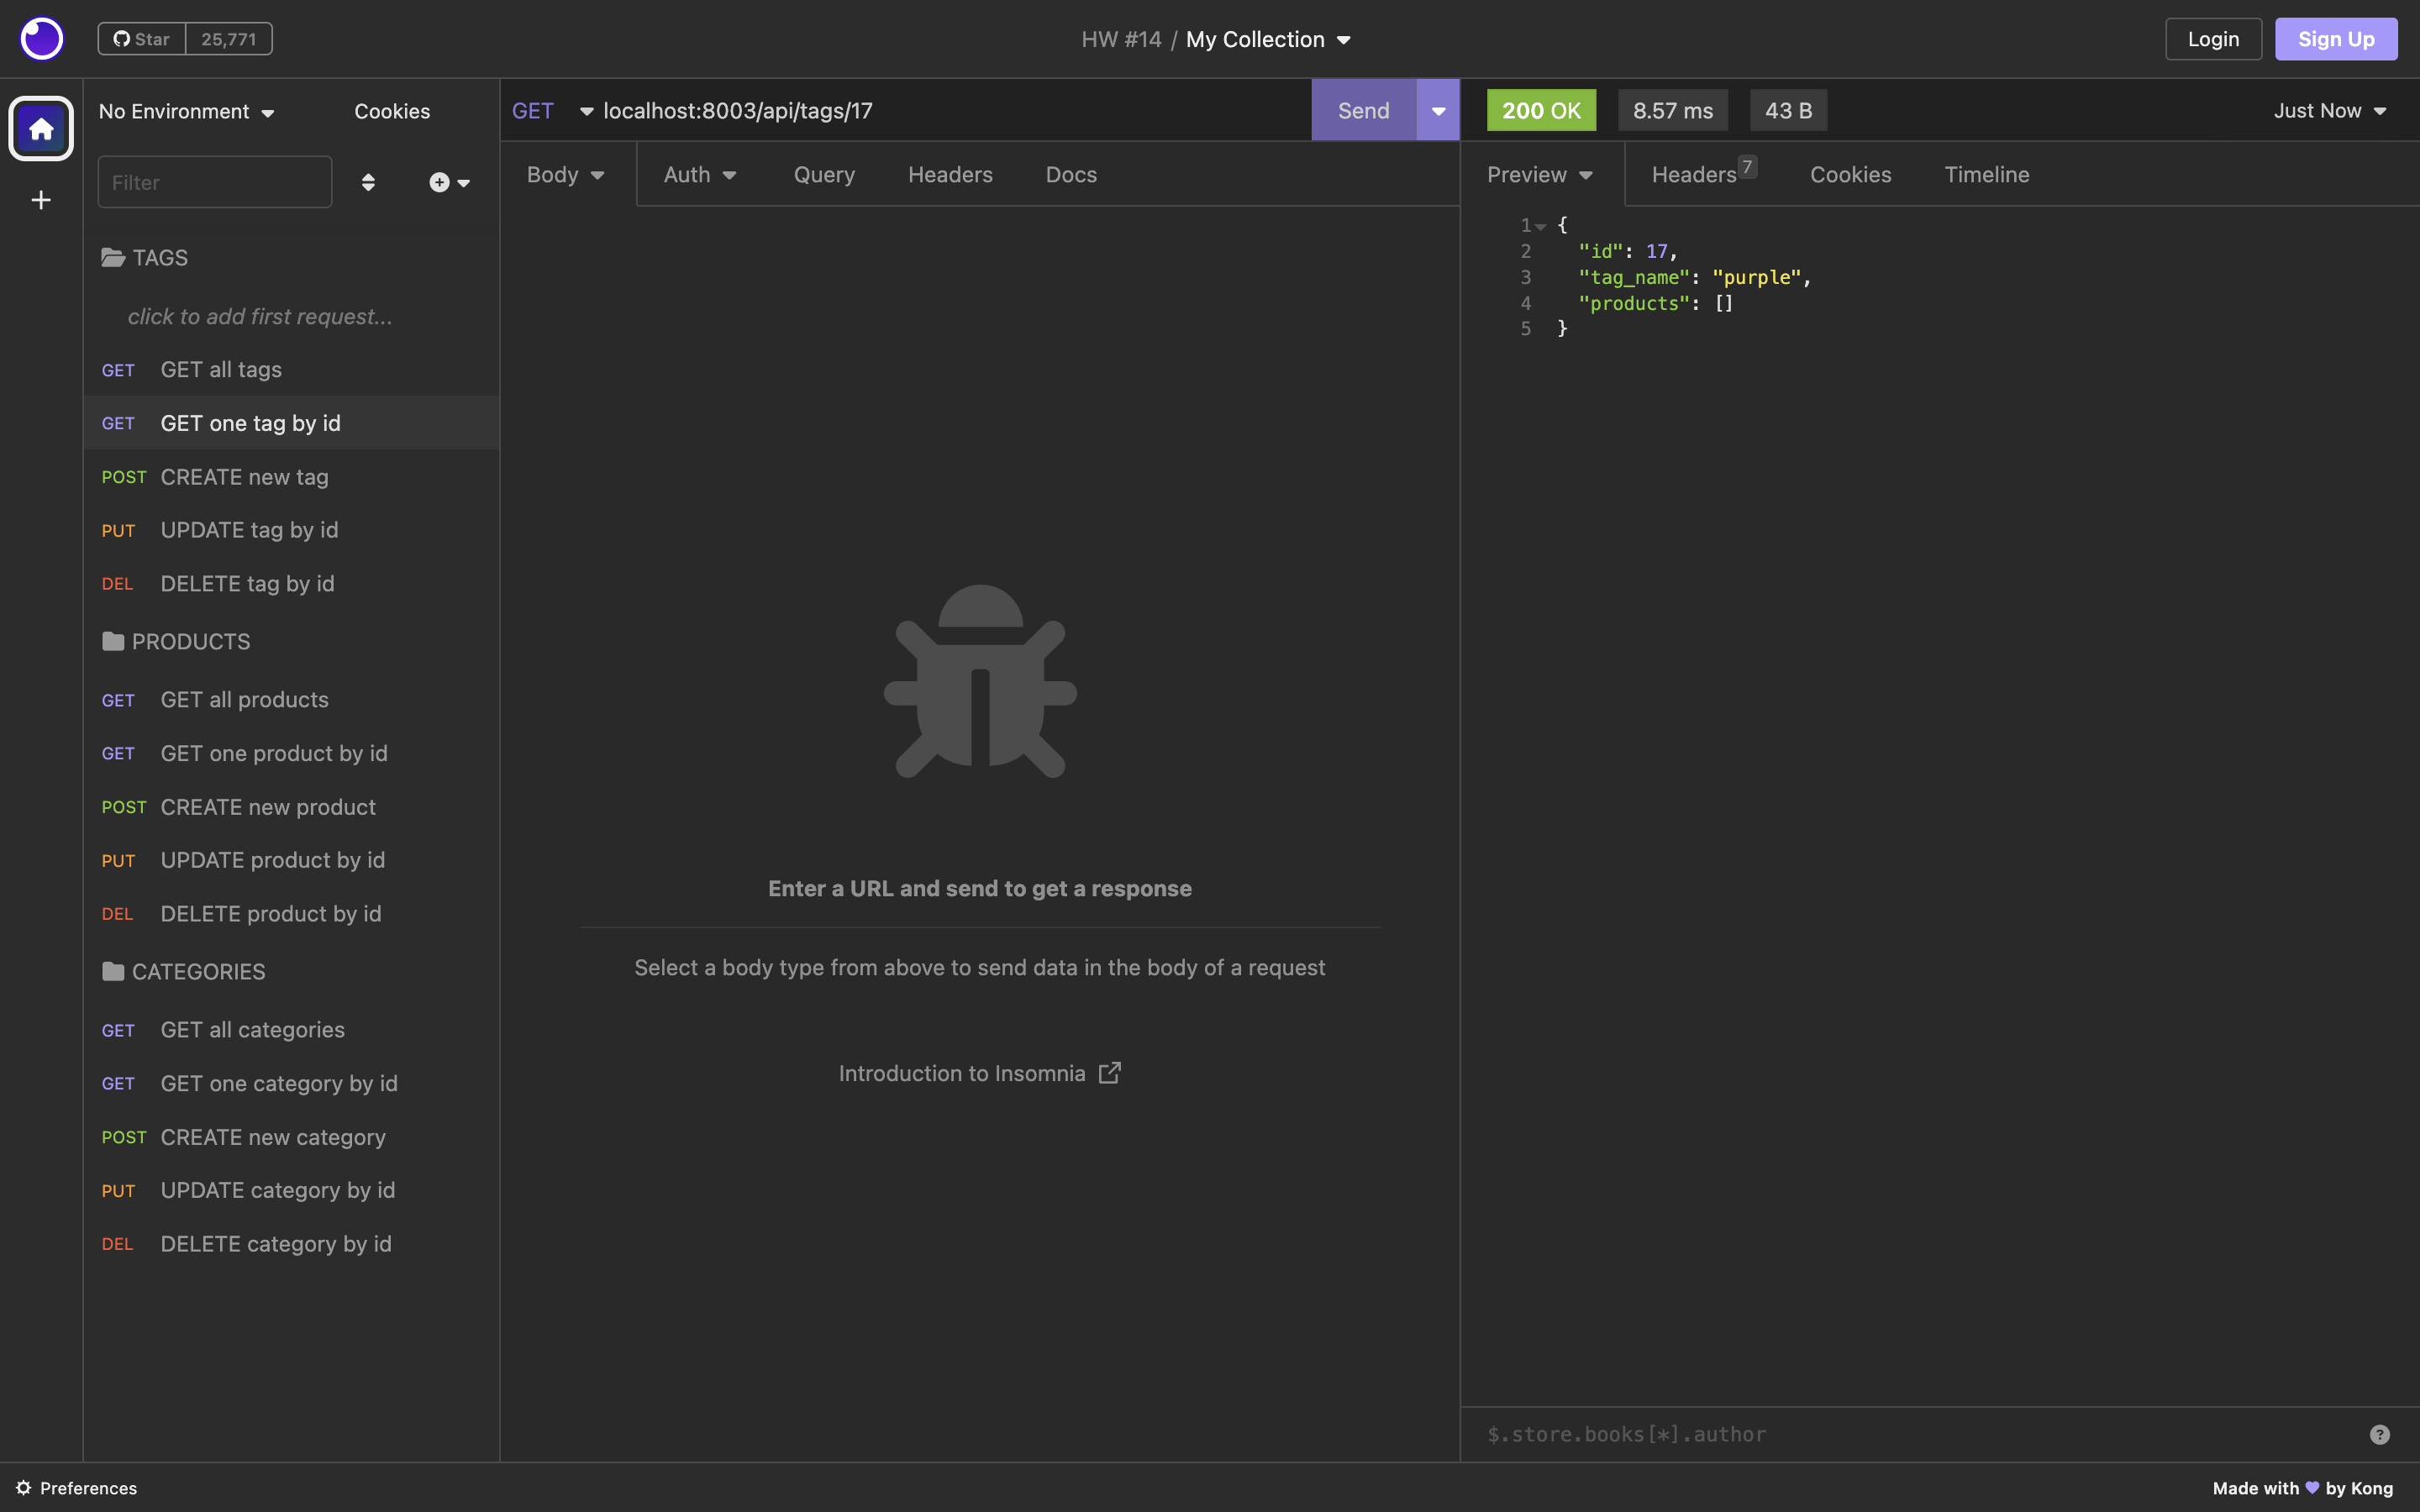 Star 25,771
HW #14 / My Collection
Login
Sign Up
No Environment
Cookies
Filter
TAGS
click to add first request...
GET GET all tags
GET GET one tag by id
POST CREATE new tag
PUT UPDATE tag by id
DEL DELETE tag by id
PRODUCTS
GET GET all products
GET GET one product by id
POST CREATE new product
PUT UPDATE product by id
DEL DELETE product by id
CATEGORIES
GET GET all categories
GET GET one category by id
POST CREATE new category
PUT UPDATE category by id
DEL DELETE category by id
GET localhost:8003/api/tags/17 Send
Body Auth Query Headers Docs
Enter a URL and send to get a response
Select a body type from above to send data in the body of a request
Introduction to Insomnia
200 OK 8.57 ms 43 B Just Now
Preview Headers 7 Cookies Timeline
1 {
2 "id": 17,
3 "tag_name": "purple",
4 "products": []
5 }
$.store.books[*].author
?
Preferences
Made with 💜 by Kong